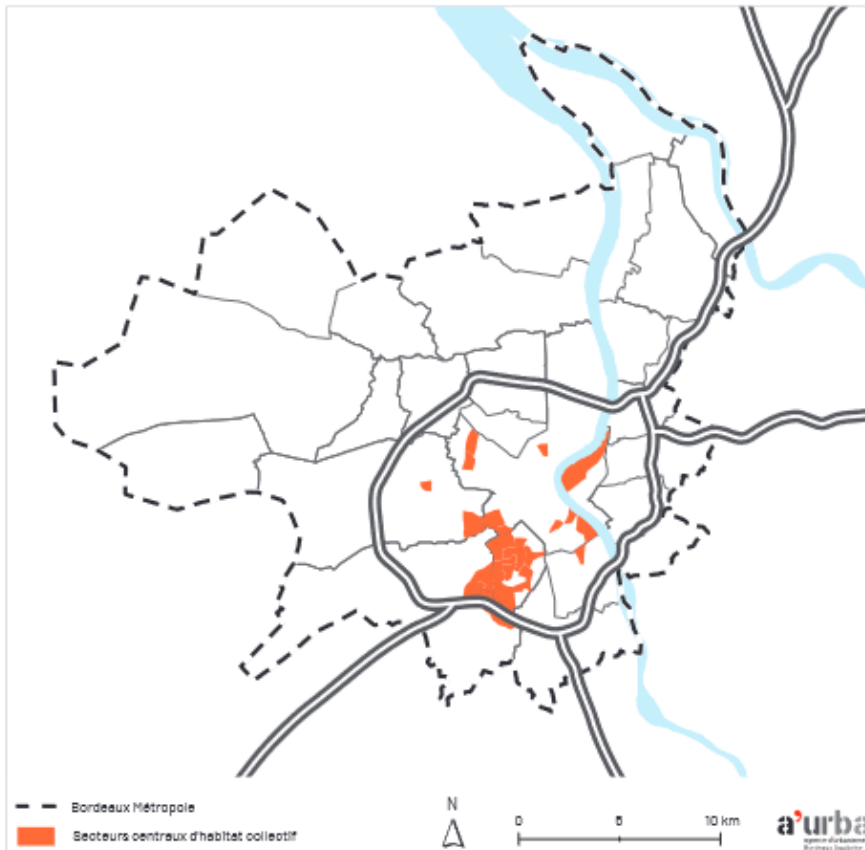 Bordeaux Métropole
Secteurs centraux d'habitat collectif
N
0 5 10 km
a'urba